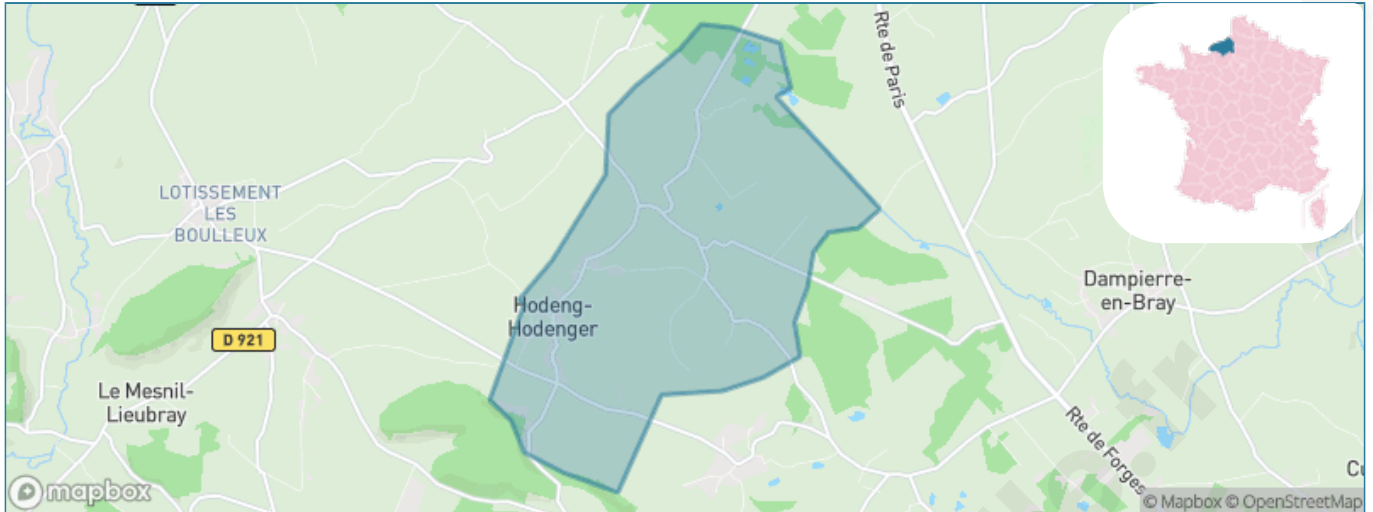 Rte de Paris
LOTISSEMENT
LES
BOULLEUX
Hodeng-
Hodenger
Dampierre-
en-Bray
D 921
Le Mesnil-
Lieubray
Rte de Forges
mapbox
© Mapbox © OpenStreetMap